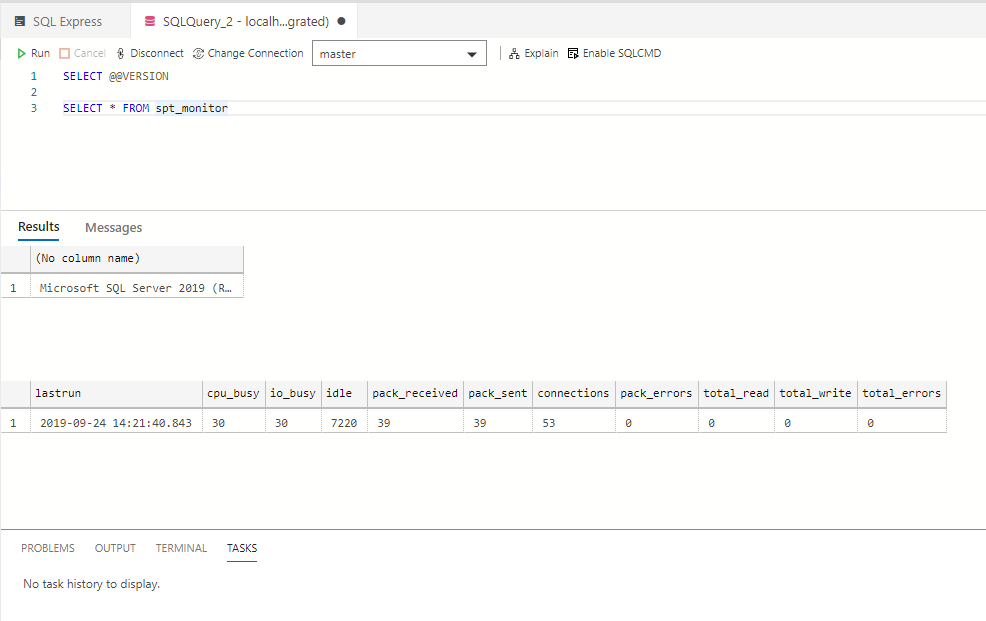 SQL Express SQLQuery_2 - localh...grated)
Run Cancel Disconnect Change Connection master Explain Enable SQLCMD
1 SELECT @@VERSION
2
3 SELECT * FROM spt_monitor
Results Messages
(No column name)
1 Microsoft SQL Server 2019 (R…
lastrun cpu_busy io_busy idle pack_received pack_sent connections pack_errors total_read total_write total_errors
1 2019-09-24 14:21:40.843 30 30 7220 39 39 53 0 0 0 0
PROBLEMS OUTPUT TERMINAL TASKS
No task history to display.